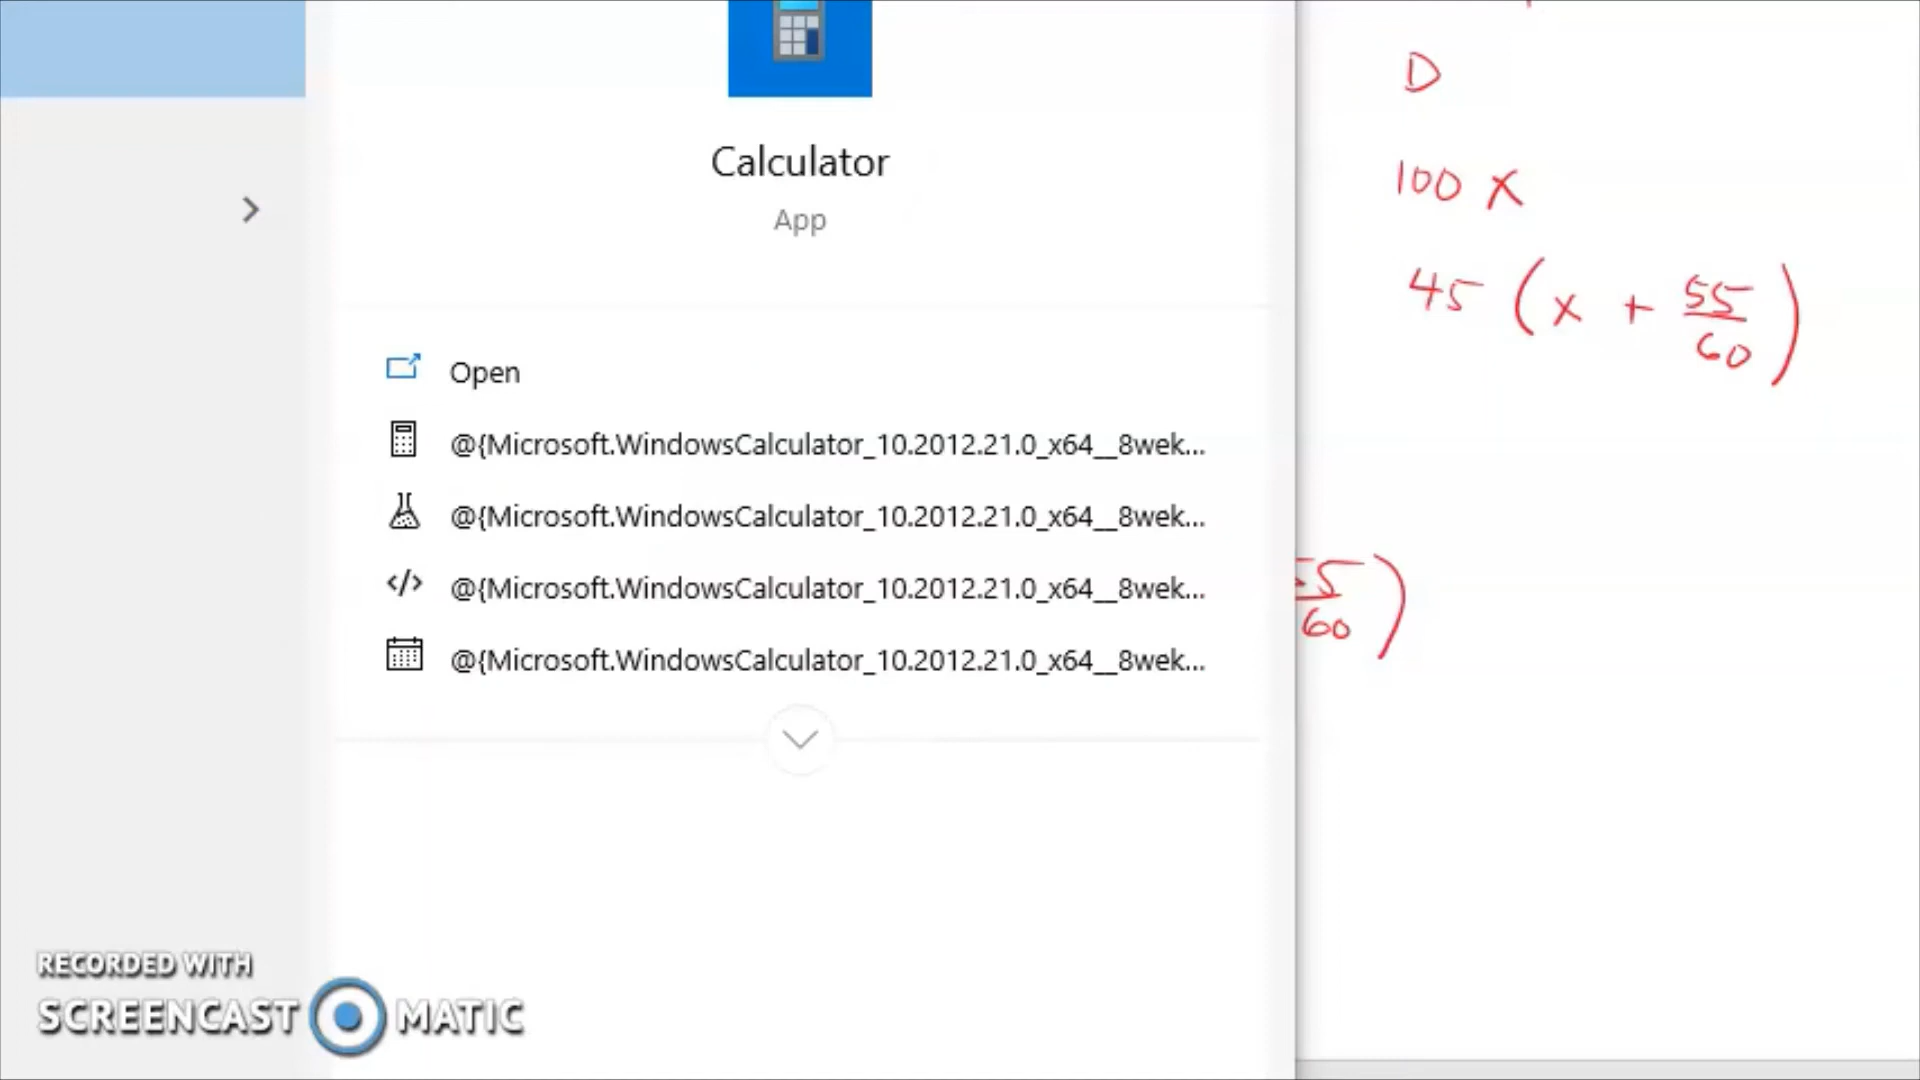 Calculator
App
Open
@{Microsoft.WindowsCalculator_10.2012.21.0_x64__8wek...
@{Microsoft.WindowsCalculator_10.2012.21.0_x64__8wek...
@{Microsoft.WindowsCalculator_10.2012.21.0_x64__8wek...
@{Microsoft.WindowsCalculator_10.2012.21.0_x64__8wek...
D
100 x
45 (x + 55/60)
55/60)
RECORDED WITH
SCREENCAST MATIC